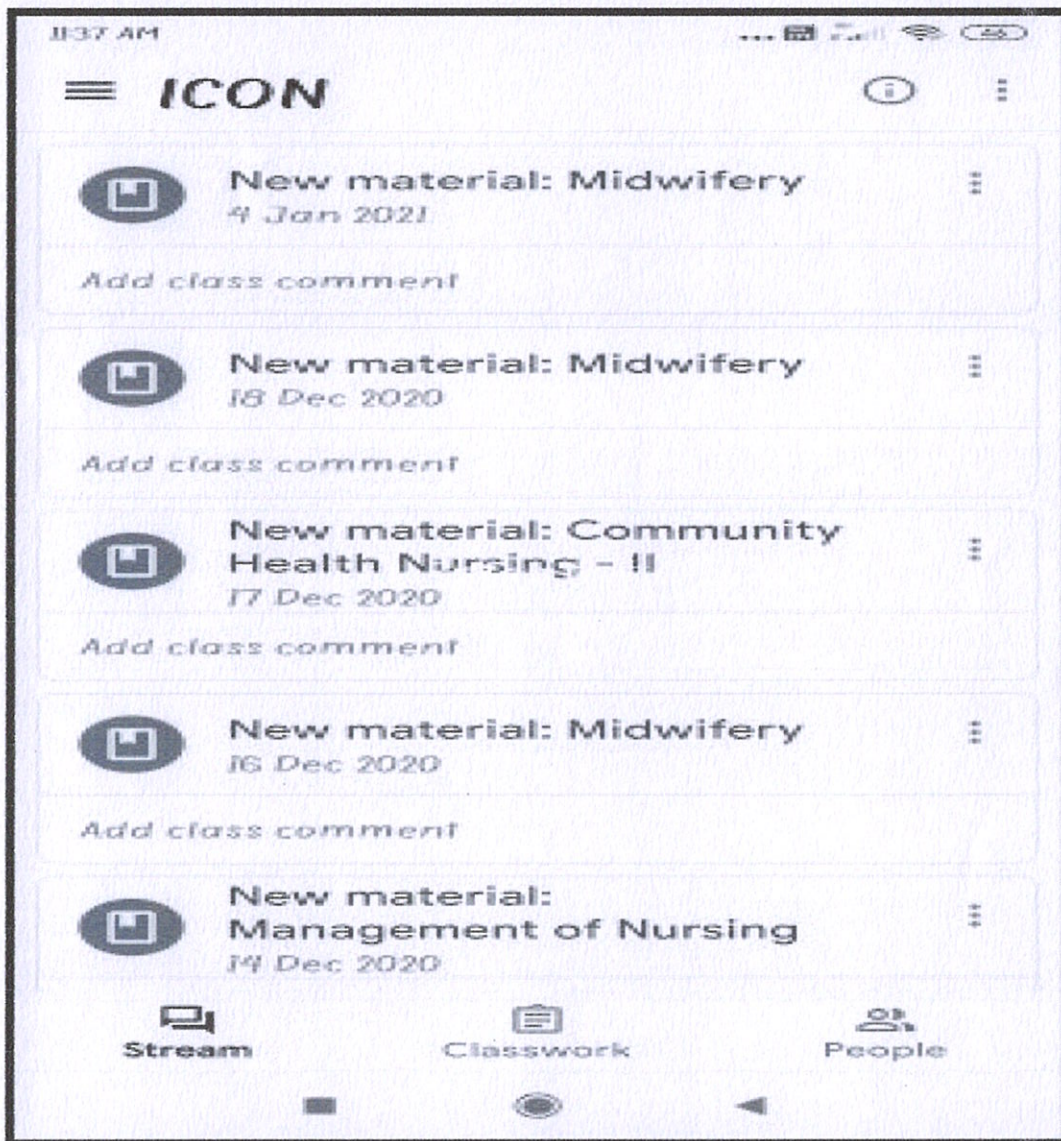 11:37 AM
ICON
New material: Midwifery
4 Jan 2021
Add class comment
New material: Midwifery
18 Dec 2020
Add class comment
New material: Community
Health Nursing - II
17 Dec 2020
Add class comment
New material: Midwifery
16 Dec 2020
Add class comment
New material:
Management of Nursing
14 Dec 2020
Stream
Classwork
People